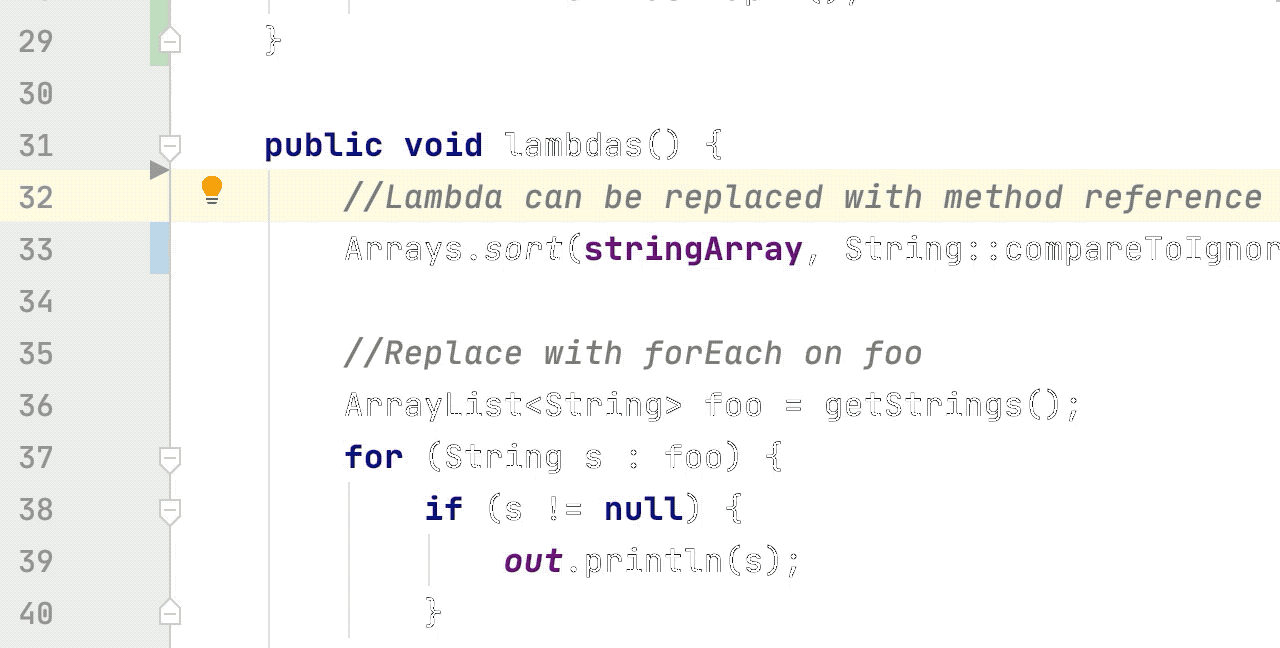 29 }
30
31 public void lambdas() {
32 //Lambda can be replaced with method reference
33 Arrays.sort(stringArray, String::compareToIgnor
34
35 //Replace with forEach on foo
36 ArrayList<String> foo = getStrings();
37 for (String s : foo) {
38 if (s != null) {
39 out.println(s);
40 }